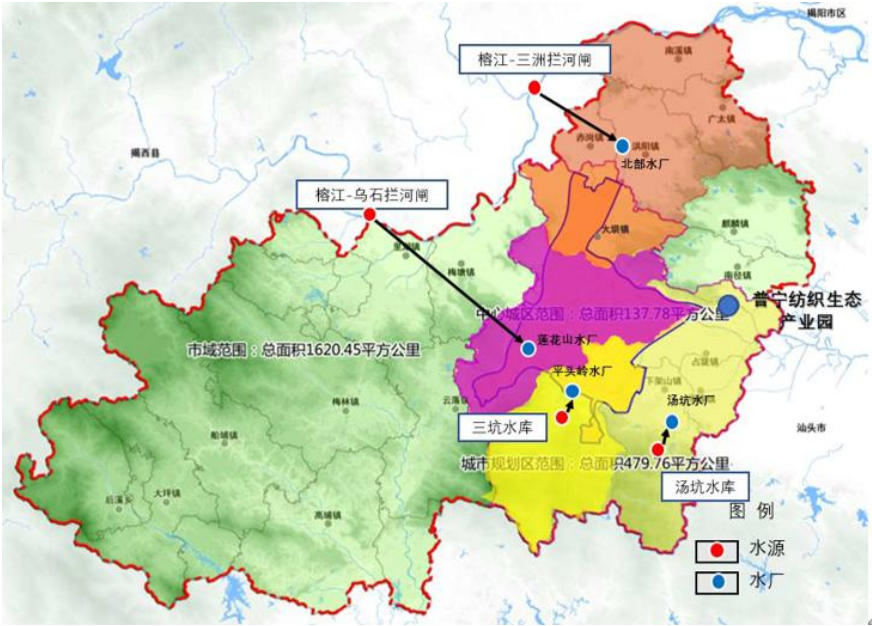 揭阳市区
南溪镇
榕江-三洲拦河闸
广太镇
赤岗镇
洪阳镇
揭西县
北部水厂
榕江-乌石拦河闸
大坝镇
麒麟镇
里湖镇
梅塘镇
南径镇
普宁纺织生态
产业园
中心城区范围：总面积137.78平方公里
莲花山水厂
市域范围：总面积1620.45平方公里
占陇镇
平头岭水厂
下架山镇
梅林镇
云落镇
汤坑水厂
三坑水库
汕头市
船埔镇
城市规划区范围：总面积479.76平方公里
汤坑水库
大坪镇
后溪乡
高埔镇
图 例
水源
水厂